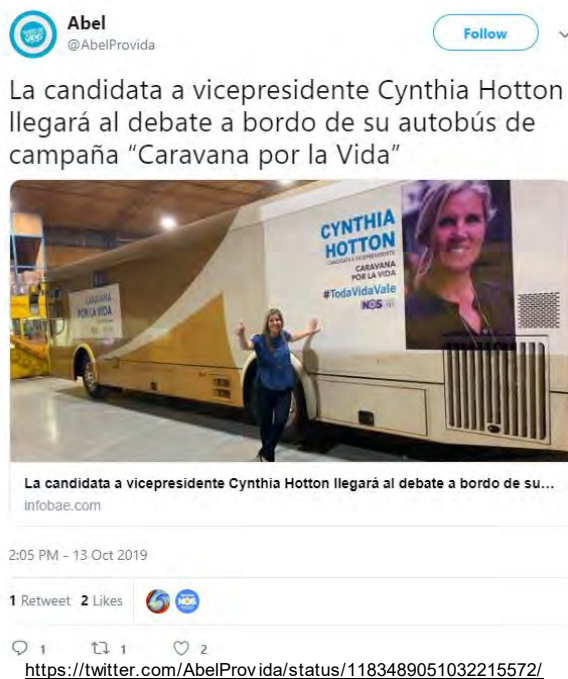 Abel
@AbelProvida
Follow
La candidata a vicepresidente Cynthia Hotton
llegará al debate a bordo de su autobús de
campaña “Caravana por la Vida”
CYNTHIA
HOTTON
CANDIDATA A VICEPRESIDENTE
CARAVANA
POR LA VIDA
#TodaVidaVale
NOS
CARAVANA
POR LA VIDA
La candidata a vicepresidente Cynthia Hotton llegará al debate a bordo de su...
infobae.com
2:05 PM - 13 Oct 2019
1 Retweet 2 Likes
NOS
1 1 2
https://twitter.com/AbelProvida/status/1183489051032215572/